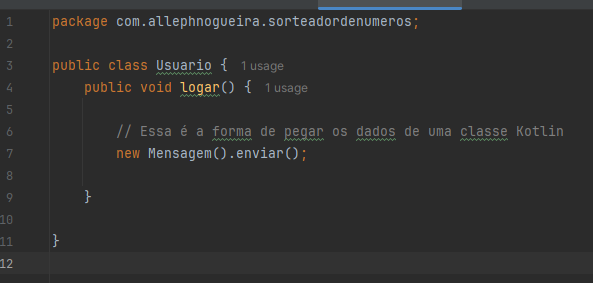 1 package com.allephnogueira.sorteadordenumeros;
2
3 public class Usuario { 1 usage
4 public void logar() { 1 usage
5
6 // Essa é a forma de pegar os dados de uma classe Kotlin
7 new Mensagem().enviar();
8
9 }
10
11 }
12